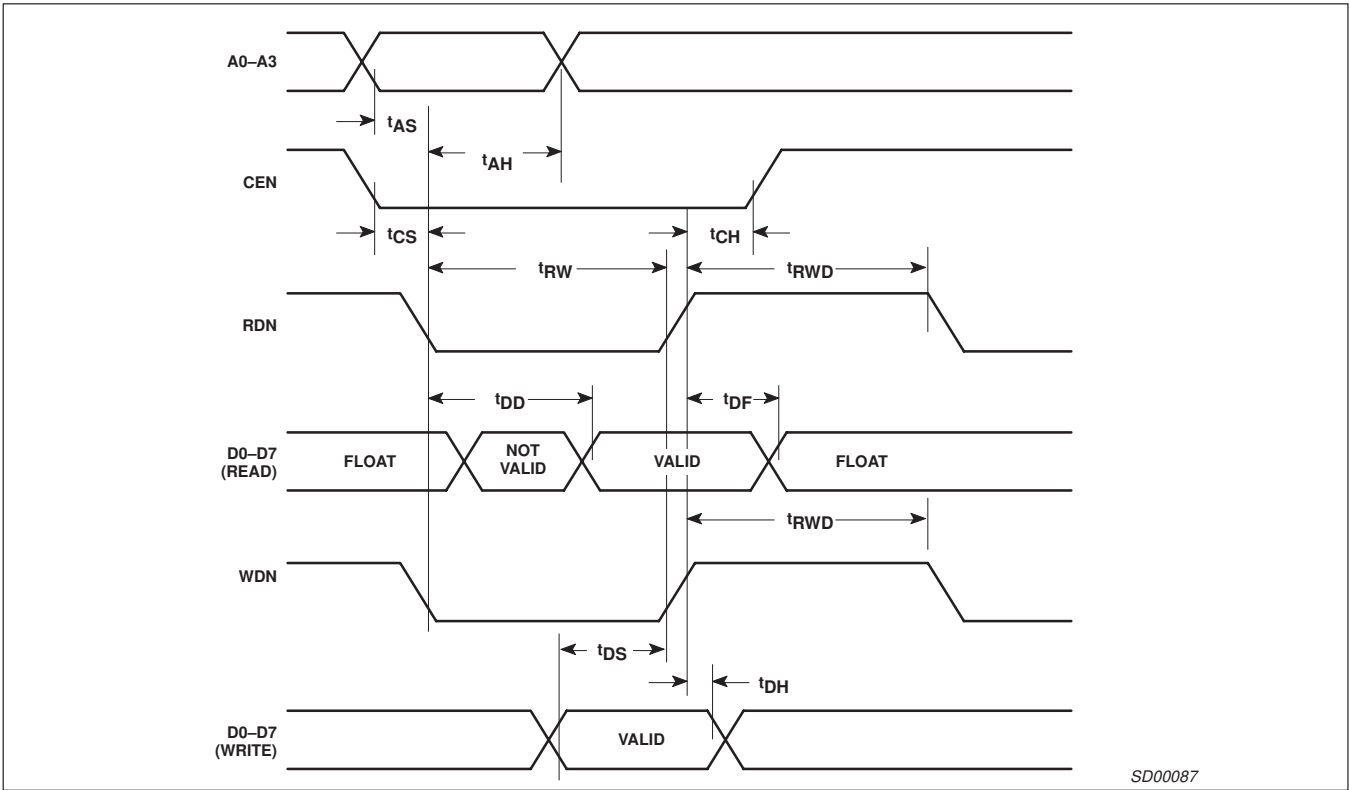 A0–A3
tAS
tAH
CEN
tCS
tCH
tRW
tRWD
RDN
tDD
tDF
D0–D7
(READ)
FLOAT
NOT
VALID
VALID
FLOAT
tRWD
WDN
tDS
tDH
D0–D7
(WRITE)
VALID
SD00087